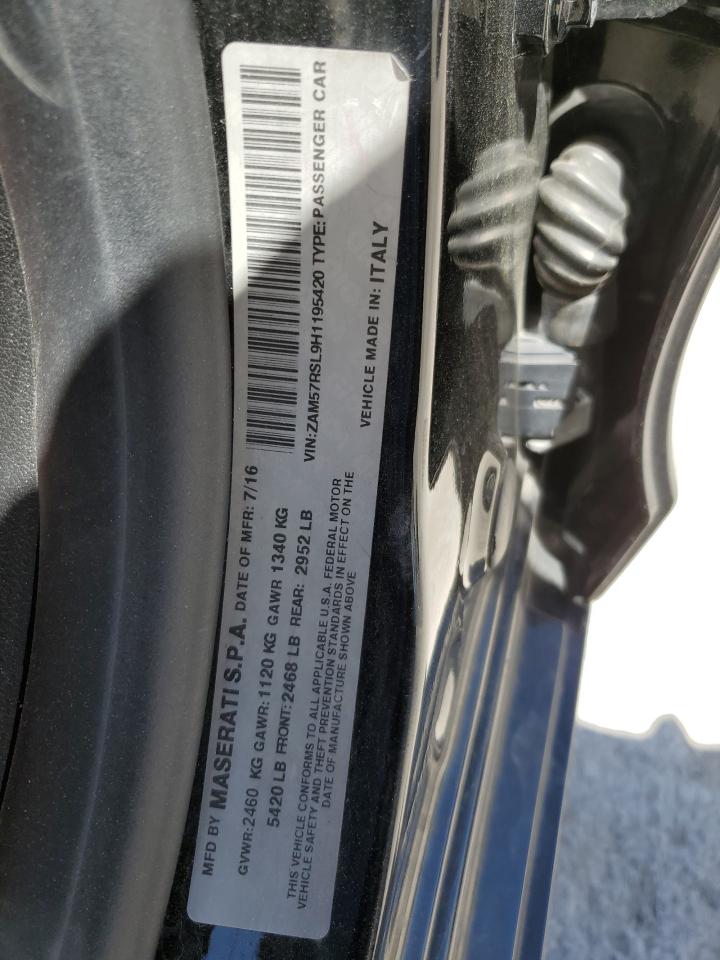 MFD BY MASERATI S.P.A. DATE OF MFR: 7/16
GVWR:2460 KG GAWR:1120 KG GAWR 1340 KG
5420 LB FRONT:2468 LB REAR: 2952 LB
THIS VEHICLE CONFORMS TO ALL APPLICABLE U.S.A. FEDERAL MOTOR
VEHICLE SAFETY AND THEFT PREVENTION STANDARDS IN EFFECT ON THE
DATE OF MANUFACTURE SHOWN ABOVE
VIN:ZAM57RSL9H1195420 TYPE:PASSENGER CAR
VEHICLE MADE IN: ITALY